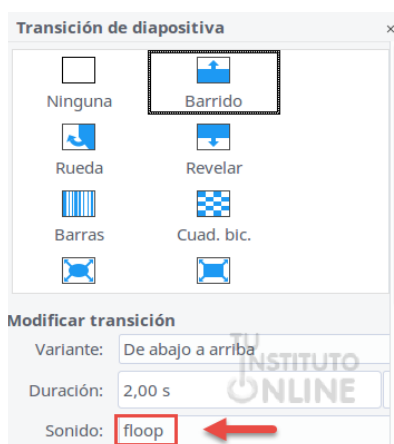 Transición de diapositiva ×
Ninguna Barrido
Rueda Revelar
Barras Cuad. bic.
Modificar transición
Variante: De abajo a arriba
Duración: 2,00 s
Sonido: floop
TU
INSTITUTO
ONLINE